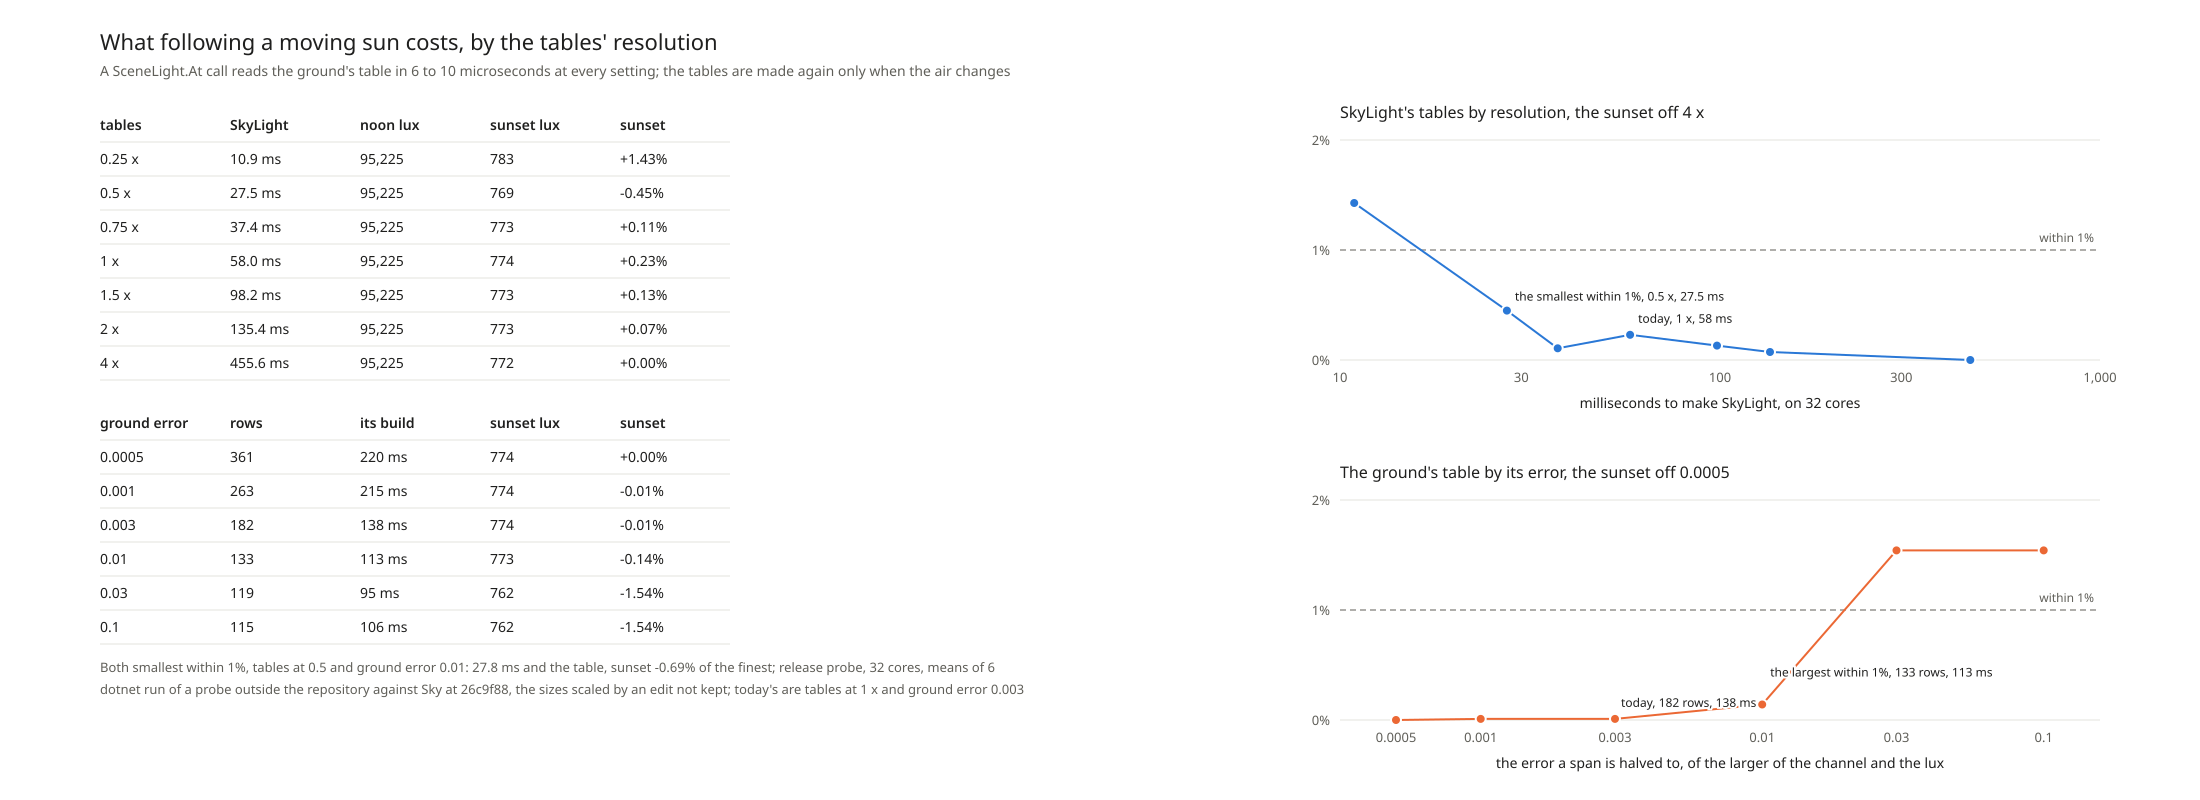 What following a moving sun costs, by the tables' resolution
A SceneLight.At call reads the ground's table in 6 to 10 microseconds at every setting; the tables are made again only when the air changes
tables SkyLight noon lux sunset lux sunset
0.25 x 10.9 ms 95,225 783 +1.43%
0.5 x 27.5 ms 95,225 769 -0.45%
0.75 x 37.4 ms 95,225 773 +0.11%
1 x 58.0 ms 95,225 774 +0.23%
1.5 x 98.2 ms 95,225 773 +0.13%
2 x 135.4 ms 95,225 773 +0.07%
4 x 455.6 ms 95,225 772 +0.00%
ground error rows its build sunset lux sunset
0.0005 361 220 ms 774 +0.00%
0.001 263 215 ms 774 -0.01%
0.003 182 138 ms 774 -0.01%
0.01 133 113 ms 773 -0.14%
0.03 119 95 ms 762 -1.54%
0.1 115 106 ms 762 -1.54%
Both smallest within 1%, tables at 0.5 and ground error 0.01: 27.8 ms and the table, sunset -0.69% of the finest; release probe, 32 cores, means of 6
dotnet run of a probe outside the repository against Sky at 26c9f88, the sizes scaled by an edit not kept; today's are tables at 1 x and ground error 0.003
SkyLight's tables by resolution, the sunset off 4 x
2%
within 1%
1%
the smallest within 1%, 0.5 x, 27.5 ms
today, 1 x, 58 ms
0%
10 30 100 300 1,000
milliseconds to make SkyLight, on 32 cores
The ground's table by its error, the sunset off 0.0005
2%
within 1%
1%
the largest within 1%, 133 rows, 113 ms
today, 182 rows, 138 ms
0%
0.0005 0.001 0.003 0.01 0.03 0.1
the error a span is halved to, of the larger of the channel and the lux